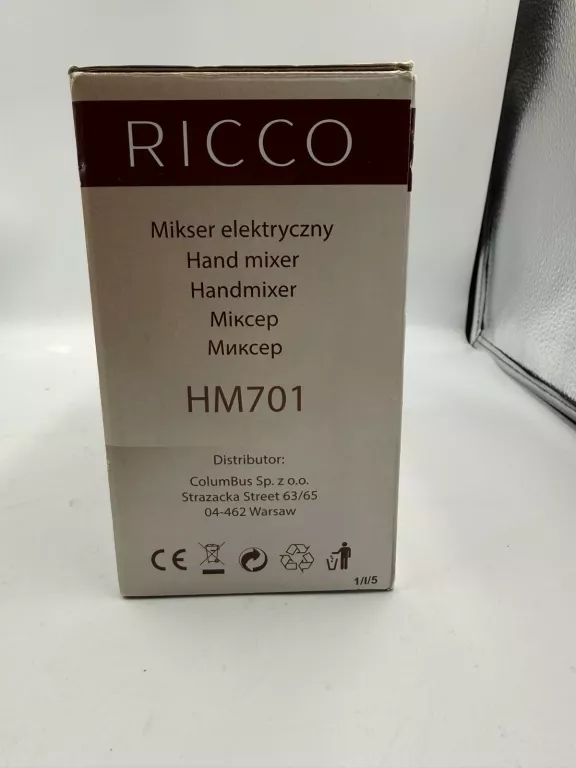 RICCO
Mikser elektryczny
Hand mixer
Handmixer
Міксер
Миксер
HM701
Distributor:
ColumBus Sp. z o.o.
Strazacka Street 63/65
04-462 Warsaw
CE
1/I/5